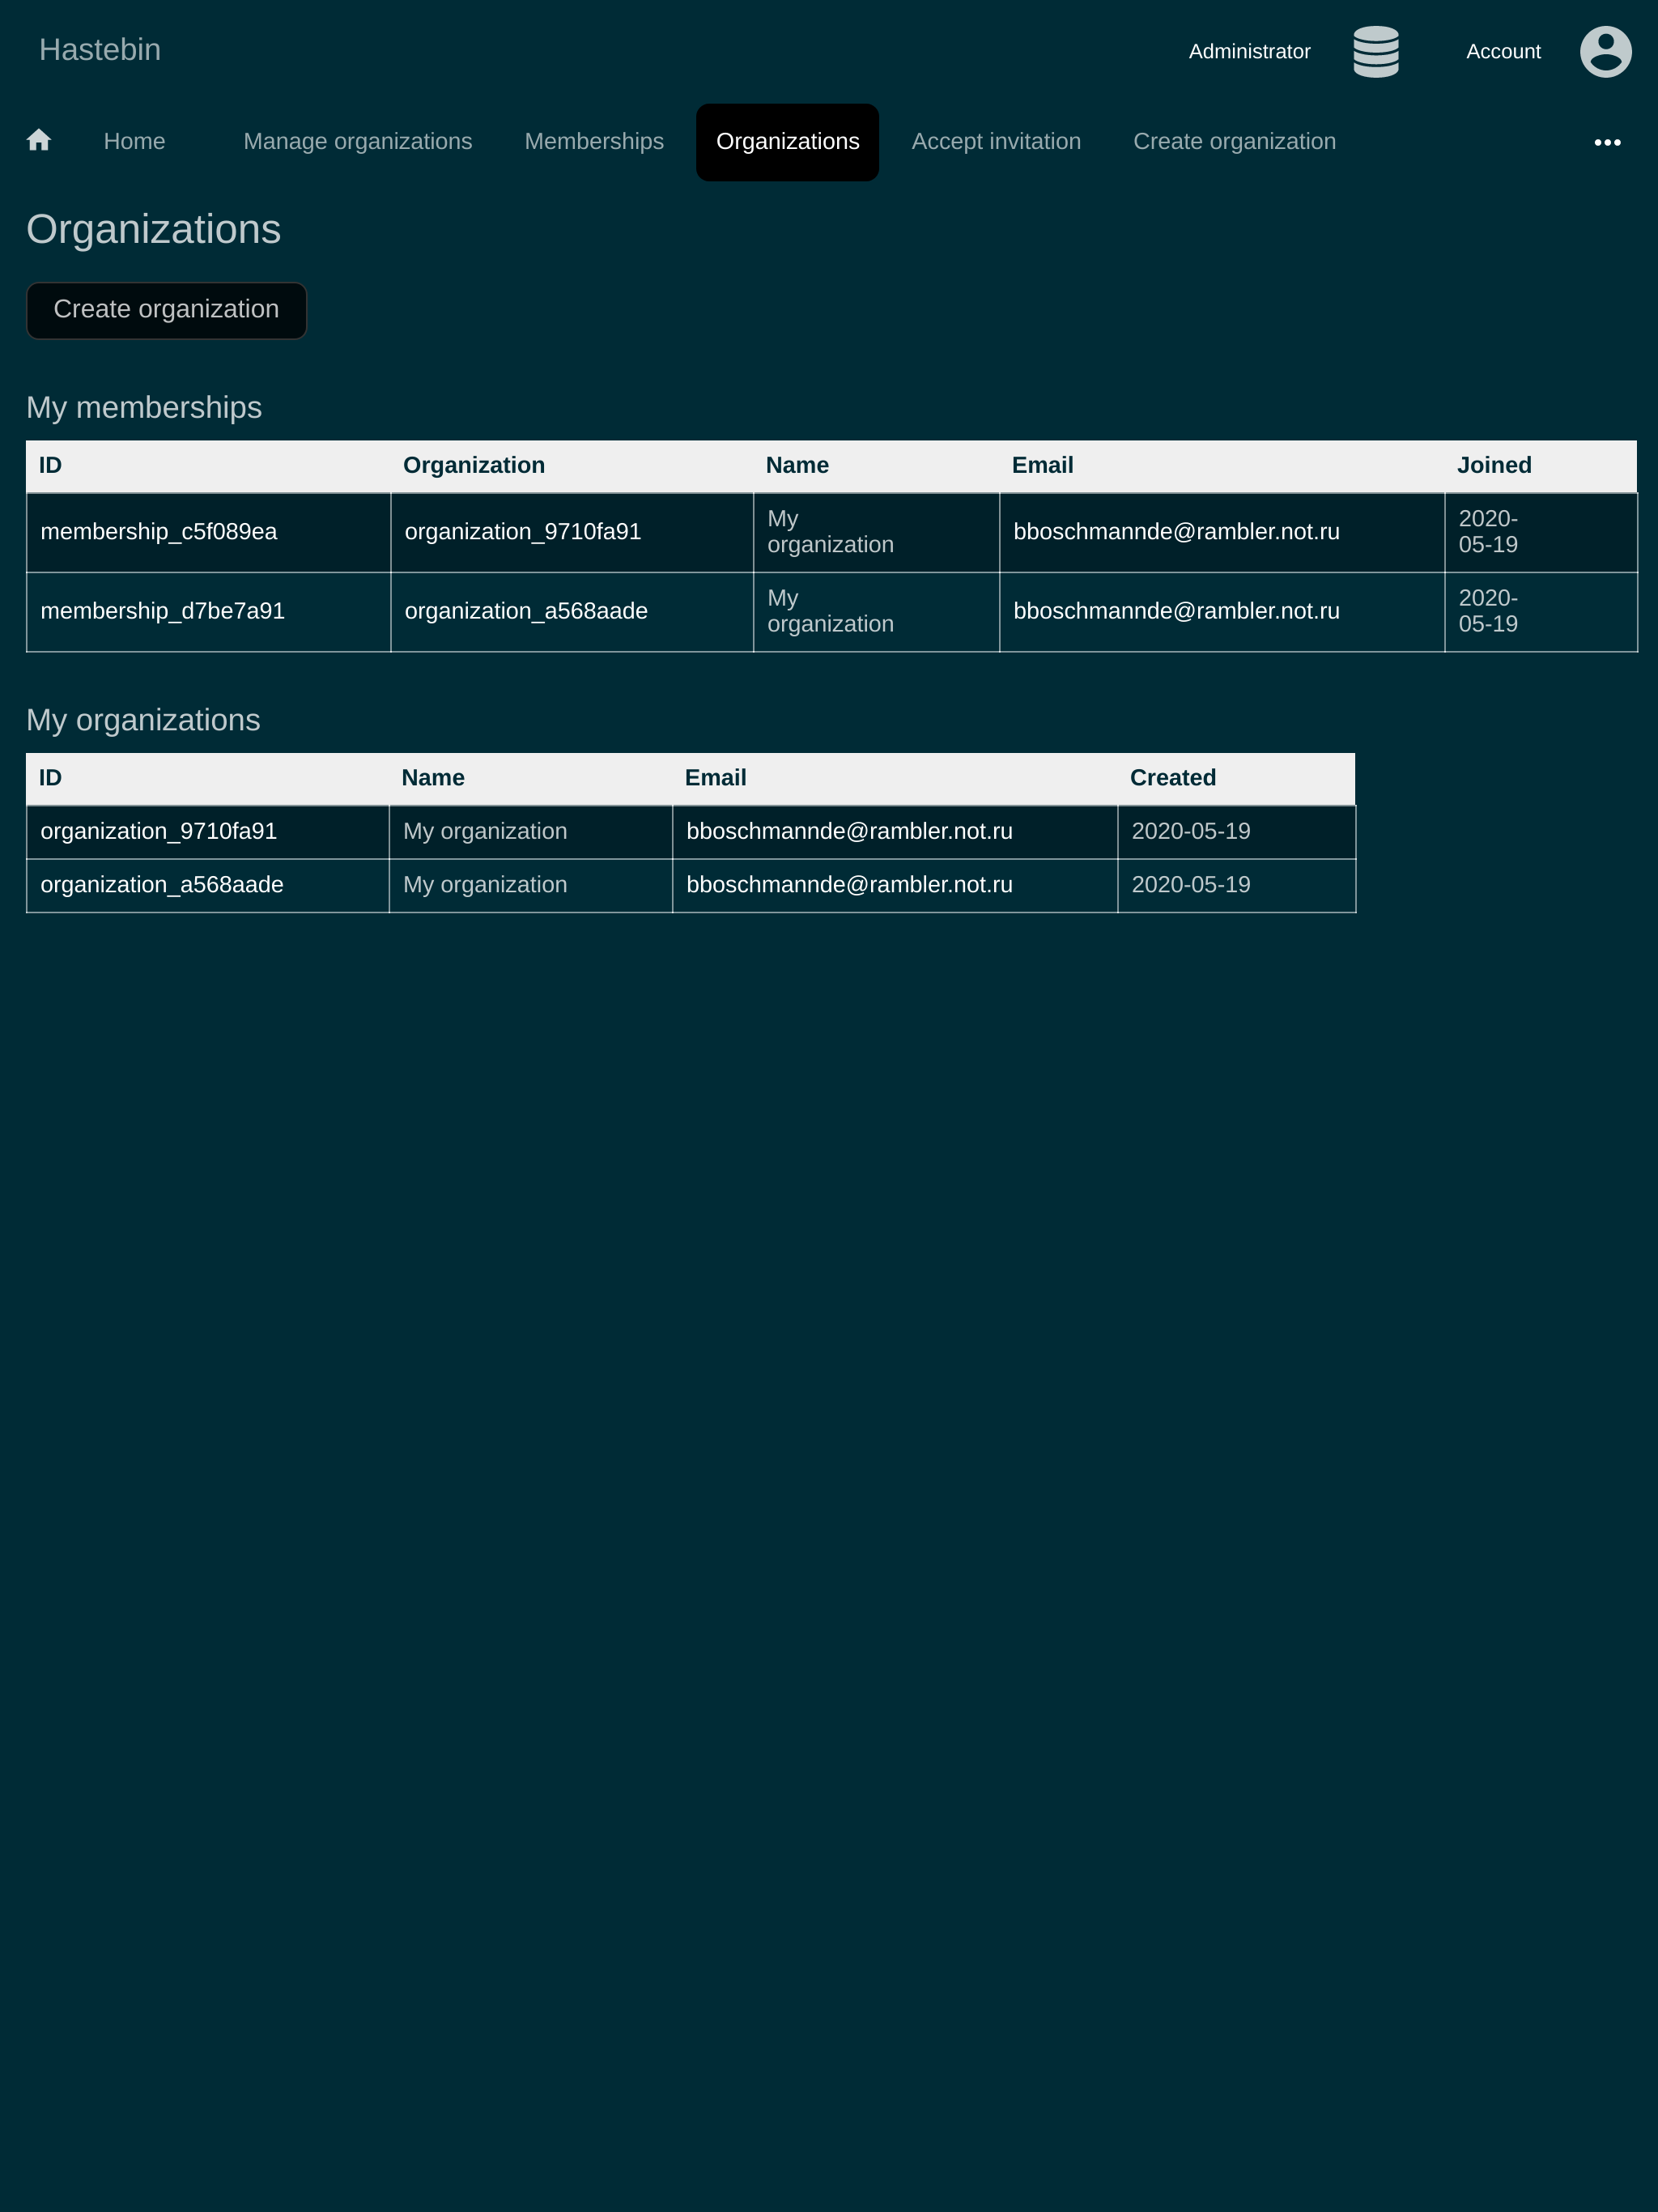 Hastebin
Administrator
Account
Home
Manage organizations
Memberships
Organizations
Accept invitation
Create organization
Organizations
Create organization
My memberships
ID Organization Name Email Joined
membership_c5f089ea organization_9710fa91 My organization bboschmannde@rambler.not.ru 2020-05-19
membership_d7be7a91 organization_a568aade My organization bboschmannde@rambler.not.ru 2020-05-19
My organizations
ID Name Email Created
organization_9710fa91 My organization bboschmannde@rambler.not.ru 2020-05-19
organization_a568aade My organization bboschmannde@rambler.not.ru 2020-05-19